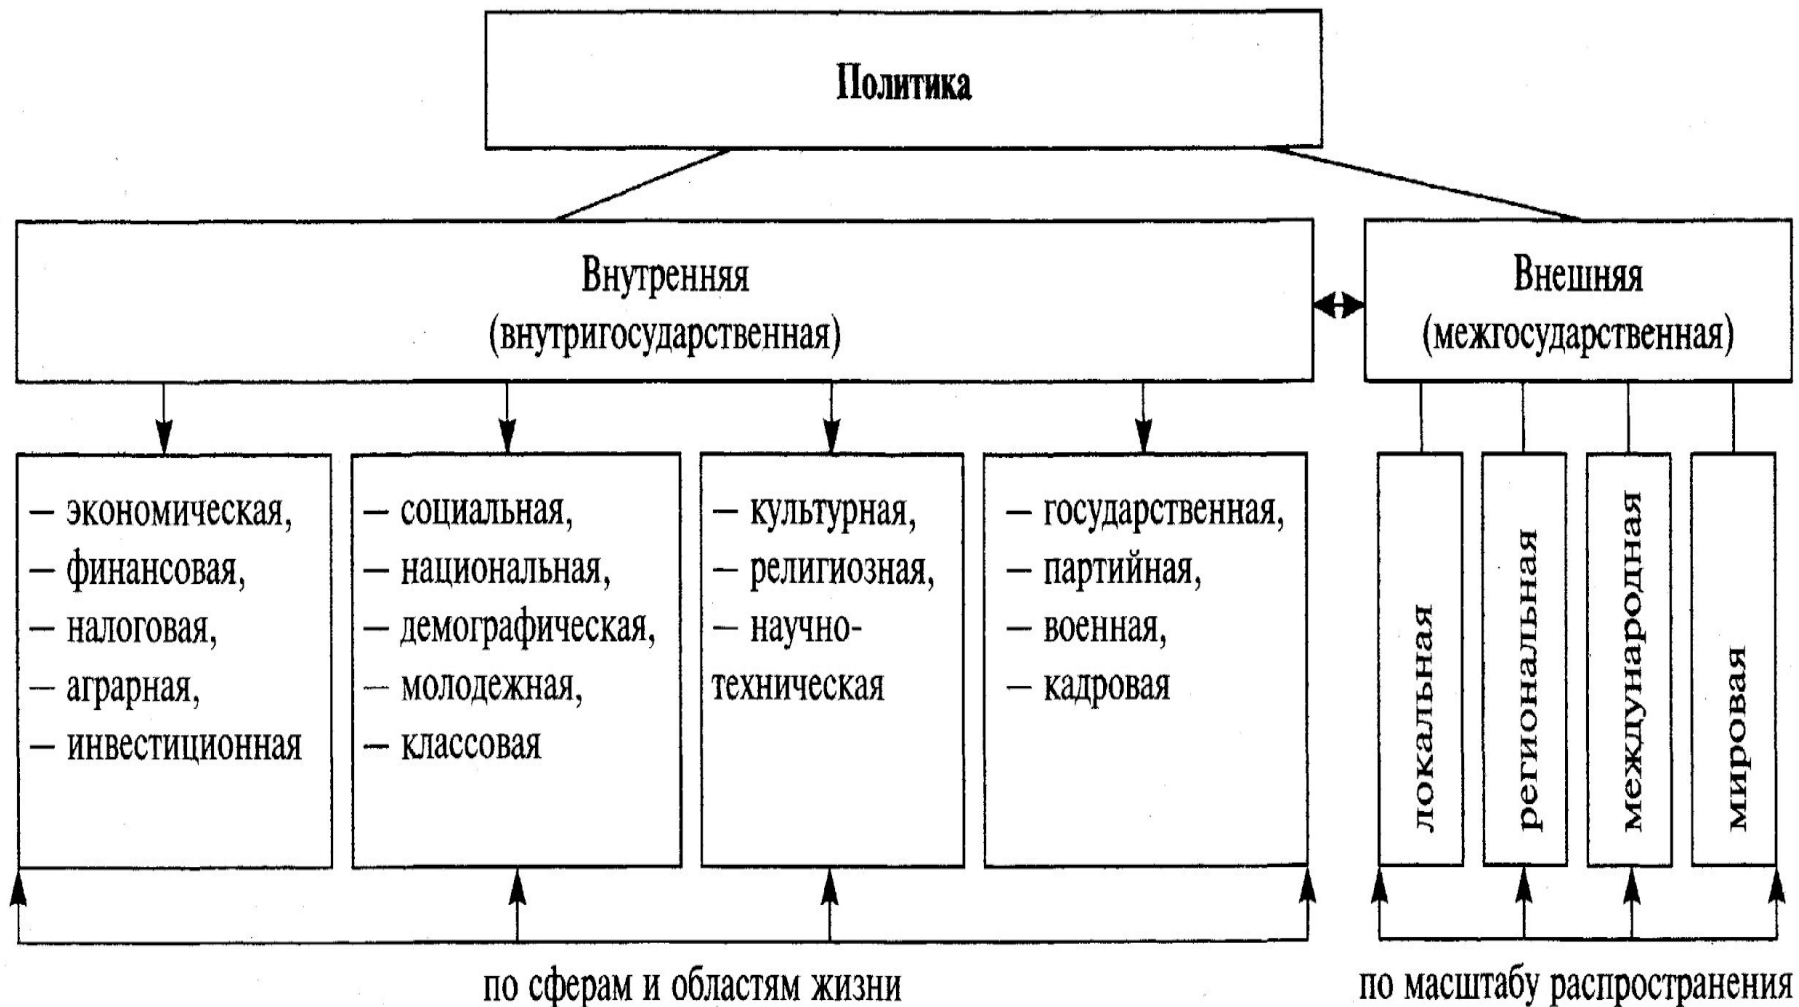 Политика
Внутренняя
(внутригосударственная)
Внешняя
(межгосударственная)
– экономическая,
– финансовая,
– налоговая,
– аграрная,
– инвестиционная
– социальная,
– национальная,
– демографическая,
– молодежная,
– классовая
– культурная,
– религиозная,
– научно-
техническая
– государственная,
– партийная,
– военная,
– кадровая
локальная
региональная
международная
мировая
по сферам и областям жизни
по масштабу распространения